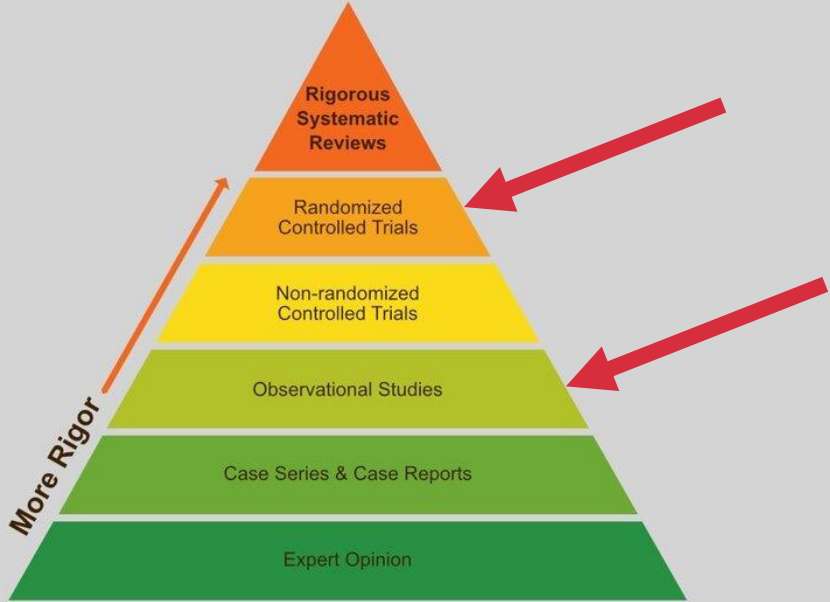 Rigorous
Systematic
Reviews
Randomized
Controlled Trials
Non-randomized
Controlled Trials
Observational Studies
Case Series & Case Reports
Expert Opinion
More Rigor